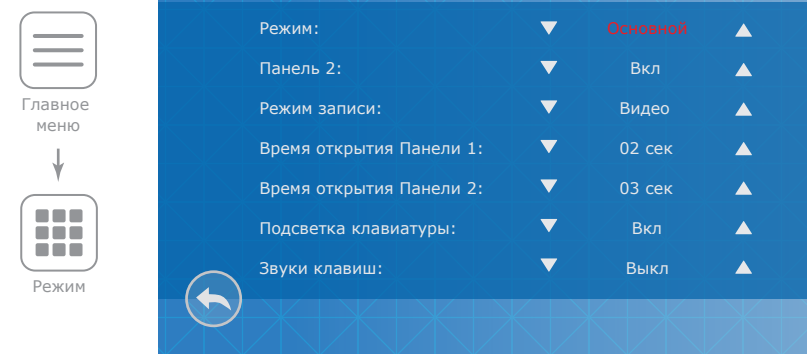 Главное
меню
Режим
Режим: Основной
Панель 2: Вкл
Режим записи: Видео
Время открытия Панели 1: 02 сек
Время открытия Панели 2: 03 сек
Подсветка клавиатуры: Вкл
Звуки клавиш: Выкл